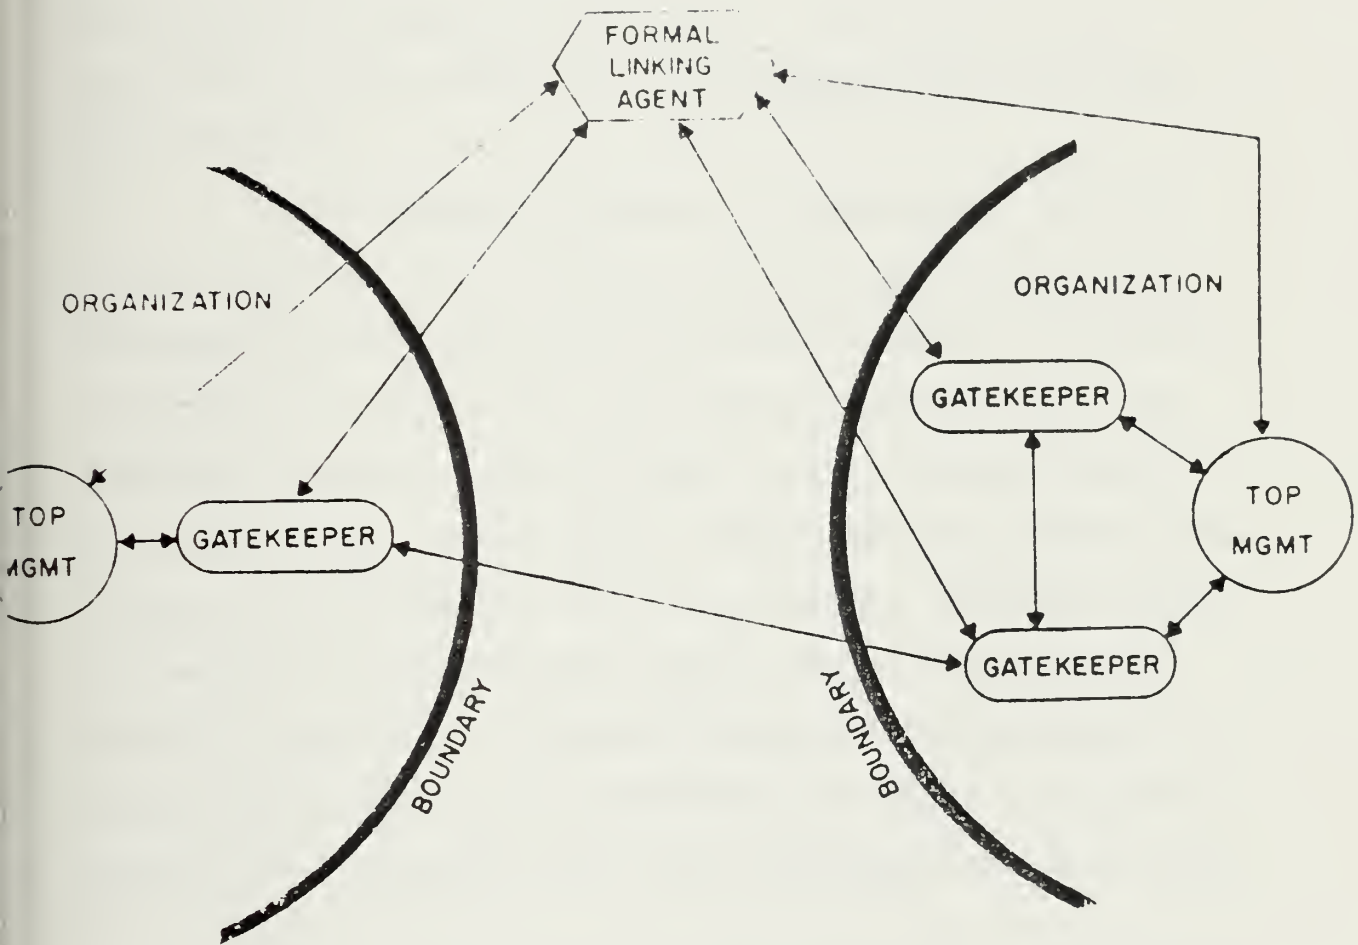 FORMAL
LINKING
AGENT
ORGANIZATION
ORGANIZATION
GATEKEEPER
TOP
MGMT
TOP
MGMT
GATEKEEPER
GATEKEEPER
BOUNDARY
BOUNDARY